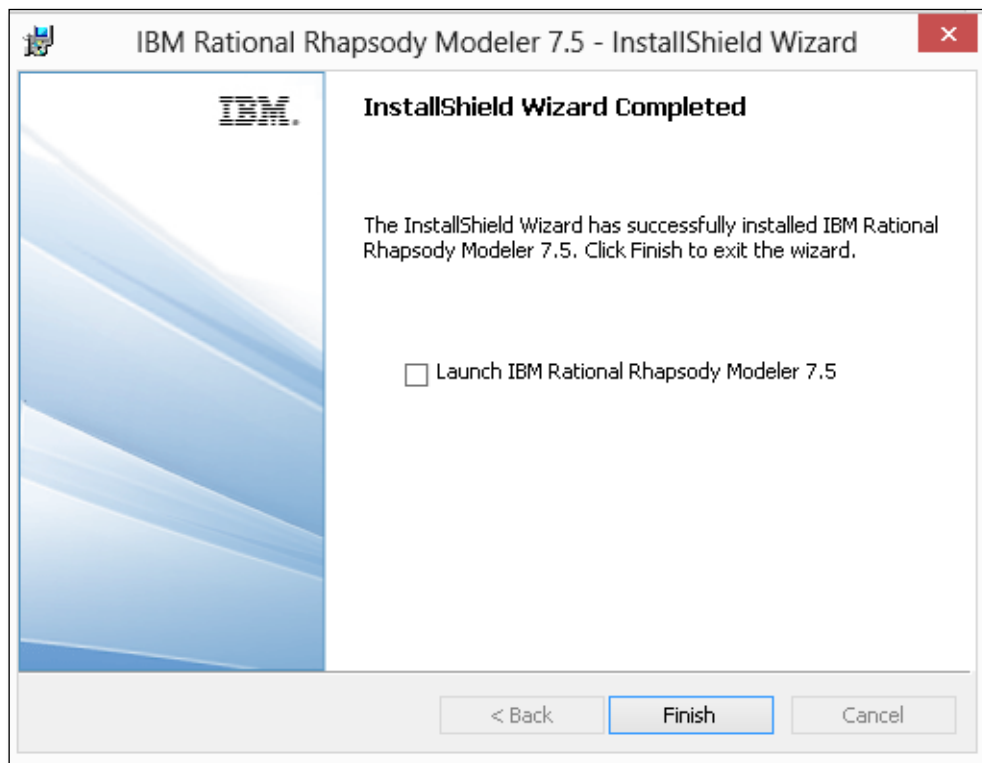 IBM Rational Rhapsody Modeler 7.5 - InstallShield Wizard
IBM.
InstallShield Wizard Completed
The InstallShield Wizard has successfully installed IBM Rational
Rhapsody Modeler 7.5. Click Finish to exit the wizard.
Launch IBM Rational Rhapsody Modeler 7.5
< Back
Finish
Cancel